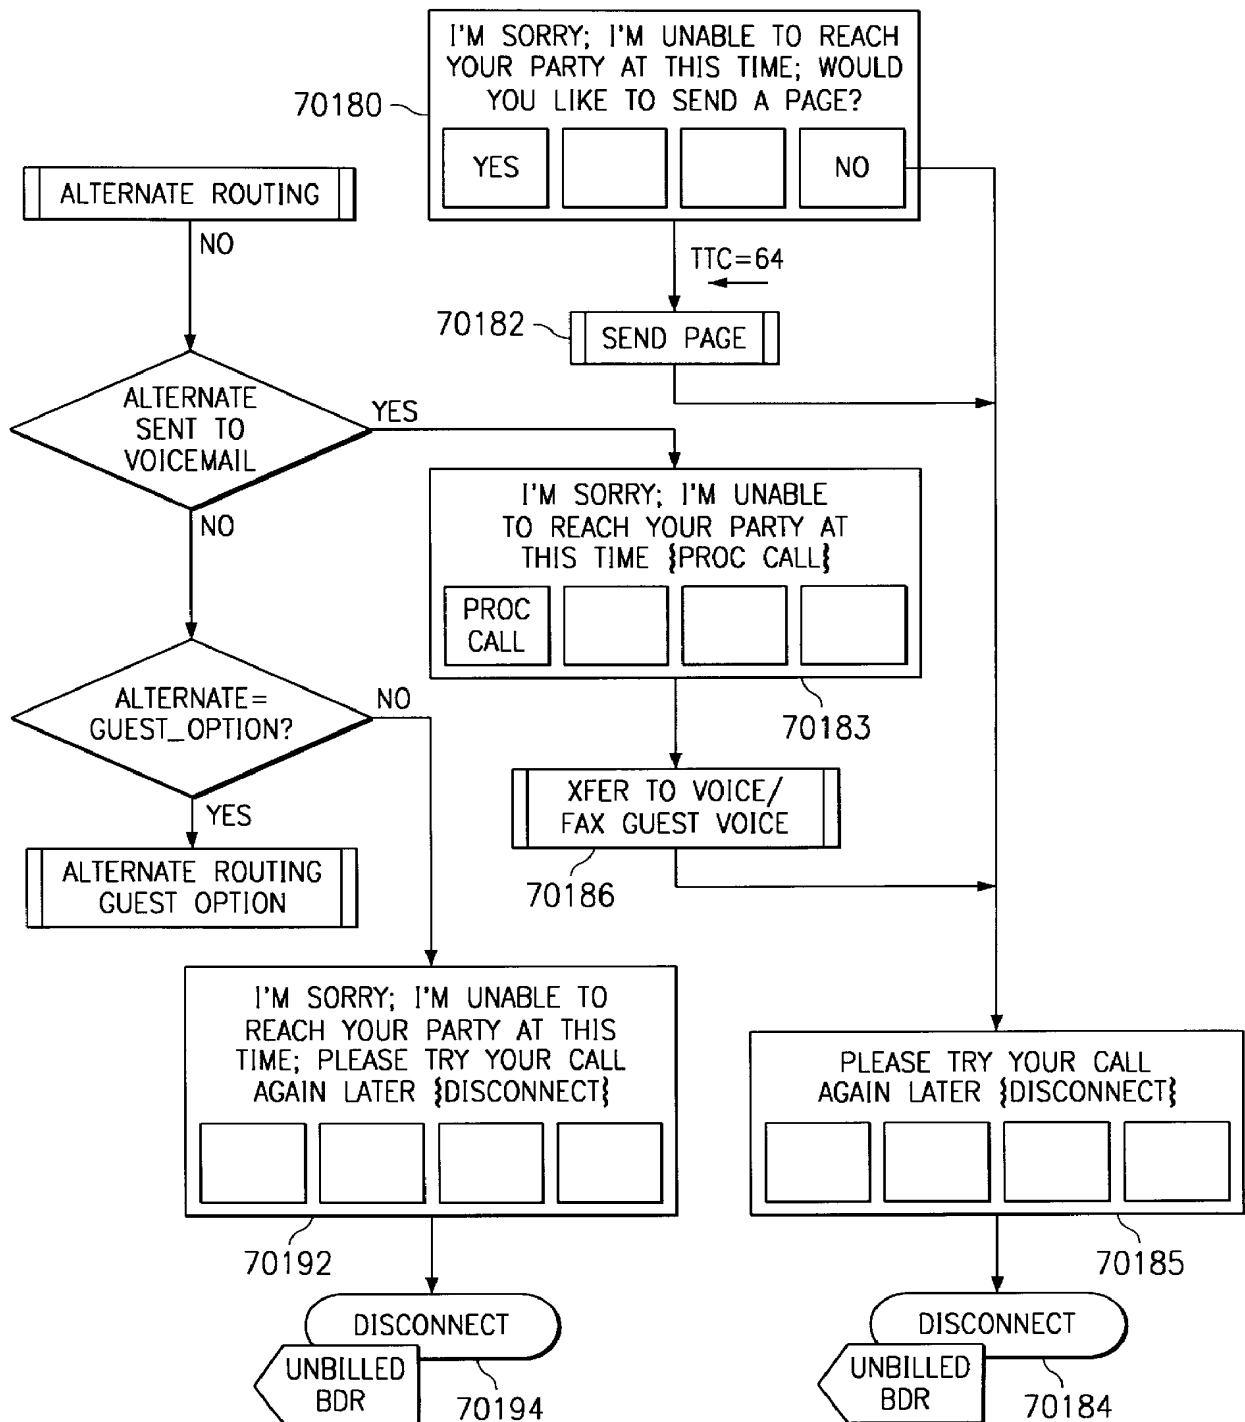 I'M SORRY; I'M UNABLE TO REACH
YOUR PARTY AT THIS TIME; WOULD
YOU LIKE TO SEND A PAGE?
70180
YES
NO
ALTERNATE ROUTING
NO
TTC=64
70182
SEND PAGE
ALTERNATE
SENT TO
VOICEMAIL
YES
NO
I'M SORRY; I'M UNABLE
TO REACH YOUR PARTY AT
THIS TIME {PROC CALL}
PROC
CALL
70183
ALTERNATE=
GUEST_OPTION?
NO
YES
XFER TO VOICE/
FAX GUEST VOICE
70186
ALTERNATE ROUTING
GUEST OPTION
I'M SORRY; I'M UNABLE TO
REACH YOUR PARTY AT THIS
TIME; PLEASE TRY YOUR CALL
AGAIN LATER {DISCONNECT}
70192
PLEASE TRY YOUR CALL
AGAIN LATER {DISCONNECT}
70185
DISCONNECT
UNBILLED
BDR
70194
DISCONNECT
UNBILLED
BDR
70184